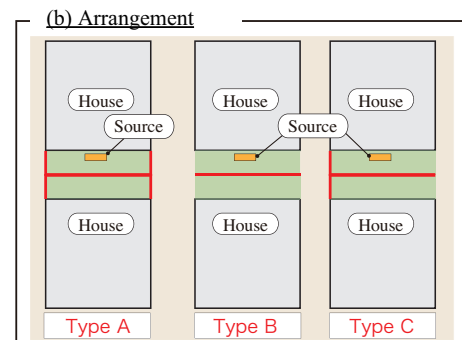 (b) Arrangement
House
House
House
Source
Source
House
House
House
Type A
Type B
Type C